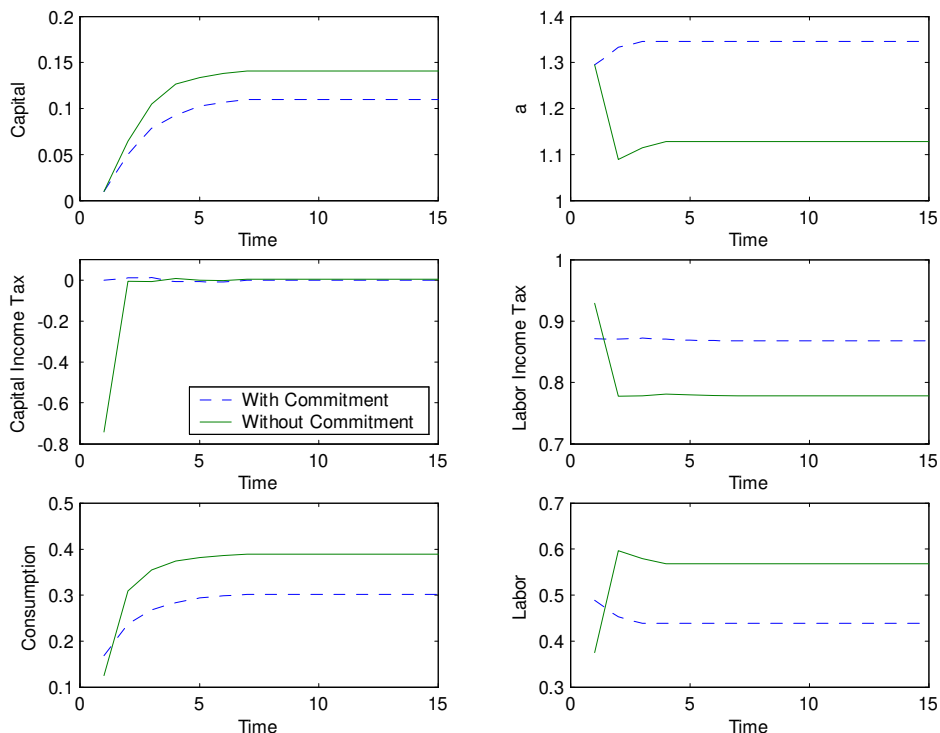 0.2
0.15
0.1
0.05
0
Capital
0 5 10 15
Time
1.4
1.3
1.2
1.1
1
a
0 5 10 15
Time
0
-0.2
-0.4
-0.6
-0.8
Capital Income Tax
With Commitment
Without Commitment
0 5 10 15
Time
1
0.9
0.8
0.7
Labor Income Tax
0 5 10 15
Time
0.5
0.4
0.3
0.2
0.1
Consumption
0 5 10 15
Time
0.7
0.6
0.5
0.4
0.3
Labor
0 5 10 15
Time